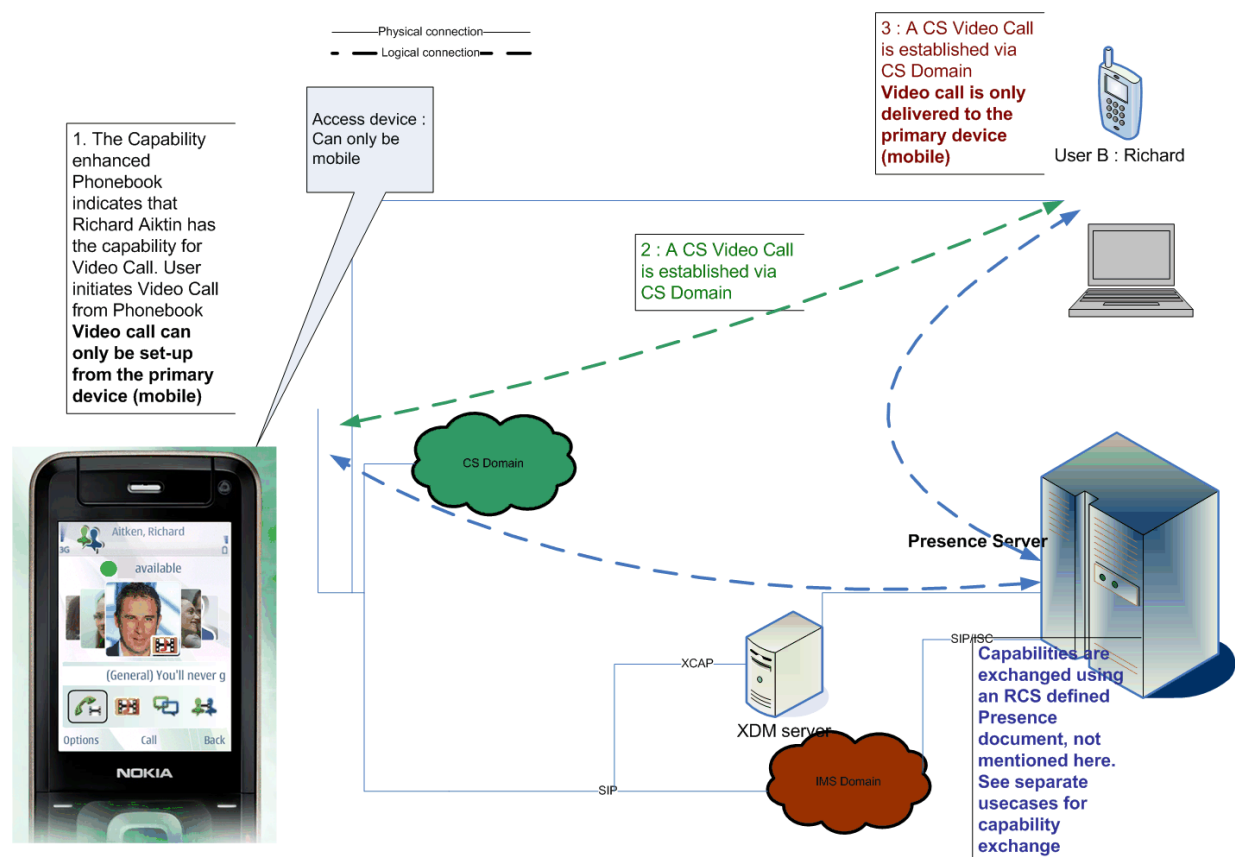 Physical connection
Logical connection
1. The Capability
enhanced
Phonebook
indicates that
Richard Aiktin has
the capability for
Video Call. User
initiates Video Call
from Phonebook
Video call can
only be set-up
from the primary
device (mobile)
Access device :
Can only be
mobile
3 : A CS Video Call
is established via
CS Domain
Video call is only
delivered to the
primary device
(mobile)
User B : Richard
2 : A CS Video Call
is established via
CS Domain
CS Domain
Presence Server
3G
Aitken, Richard
available
(General) You'll never g
Options Call Back
NOKIA
XCAP
XDM server
SIP
IMS Domain
SIP/ISC
Capabilities are
exchanged using
an RCS defined
Presence
document, not
mentioned here.
See separate
usecases for
capability
exchange